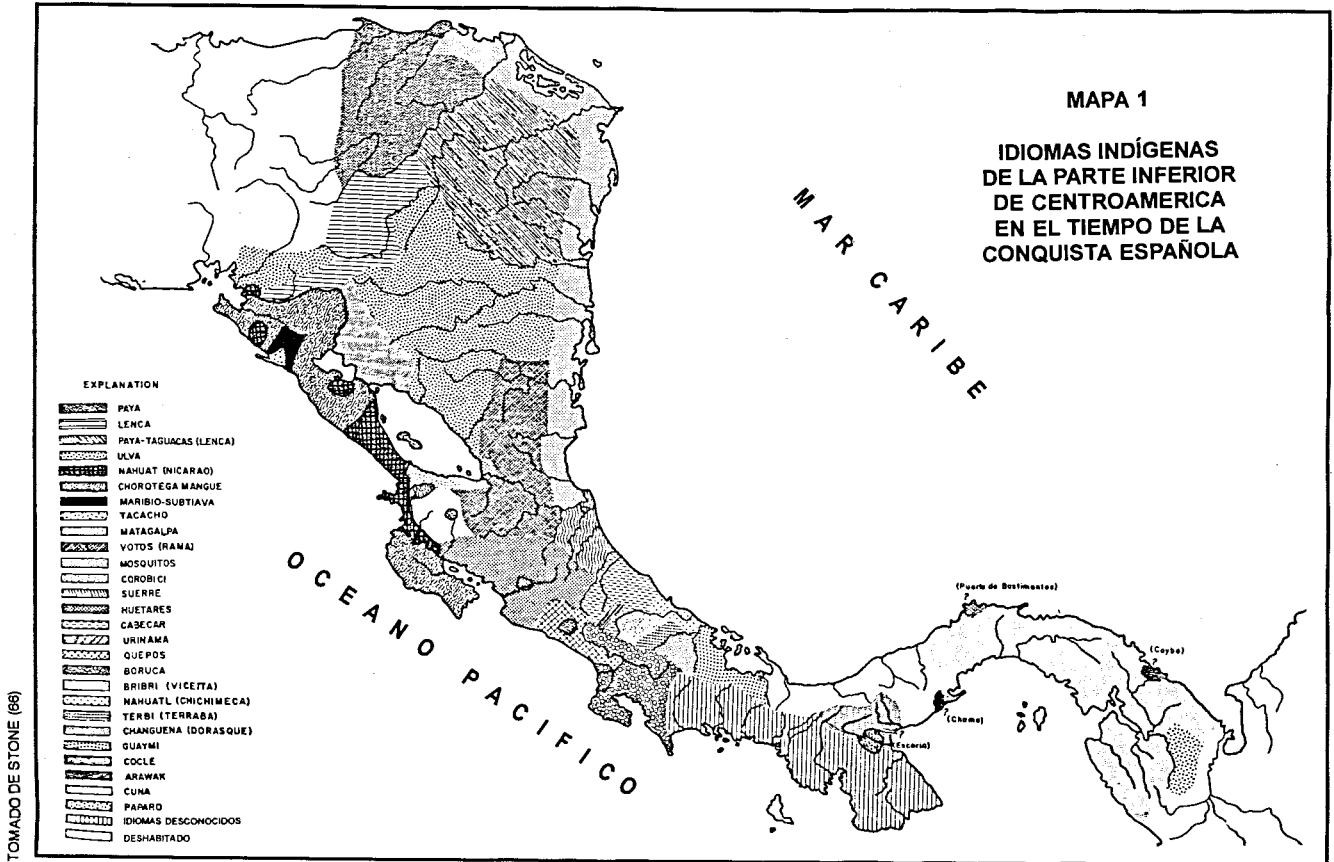 MAPA 1
IDIOMAS INDÍGENAS
DE LA PARTE INFERIOR
DE CENTROAMERICA
EN EL TIEMPO DE LA
CONQUISTA ESPAÑOLA
MAR CARIBE
OCEANO PACIFICO
(Puerto de Bastimentos)
?
(Coyba)
?
?(Chame)
?
(Escoria)
EXPLANATION
PAYA
LENCA
PAYA-TAGUACAS (LENCA)
ULVA
NAHUAT (NICARAO)
CHOROTEGA MANGUE
MARIBIO-SUBTIAVA
TACACHO
MATAGALPA
VOTOS (RAMA)
MOSQUITOS
COROBICI
SUERRE
HUETARES
CABECAR
URINAMA
QUEPOS
BORUCA
BRIBRI (VICEITA)
NAHUATL (CHICHIMECA)
TERBI (TERRABA)
CHANGUENA (DORASQUE)
GUAYMI
COCLE
ARAWAK
CUNA
PAPARO
IDIOMAS DESCONOCIDOS
DESHABITADO
TOMADO DE STONE (66)